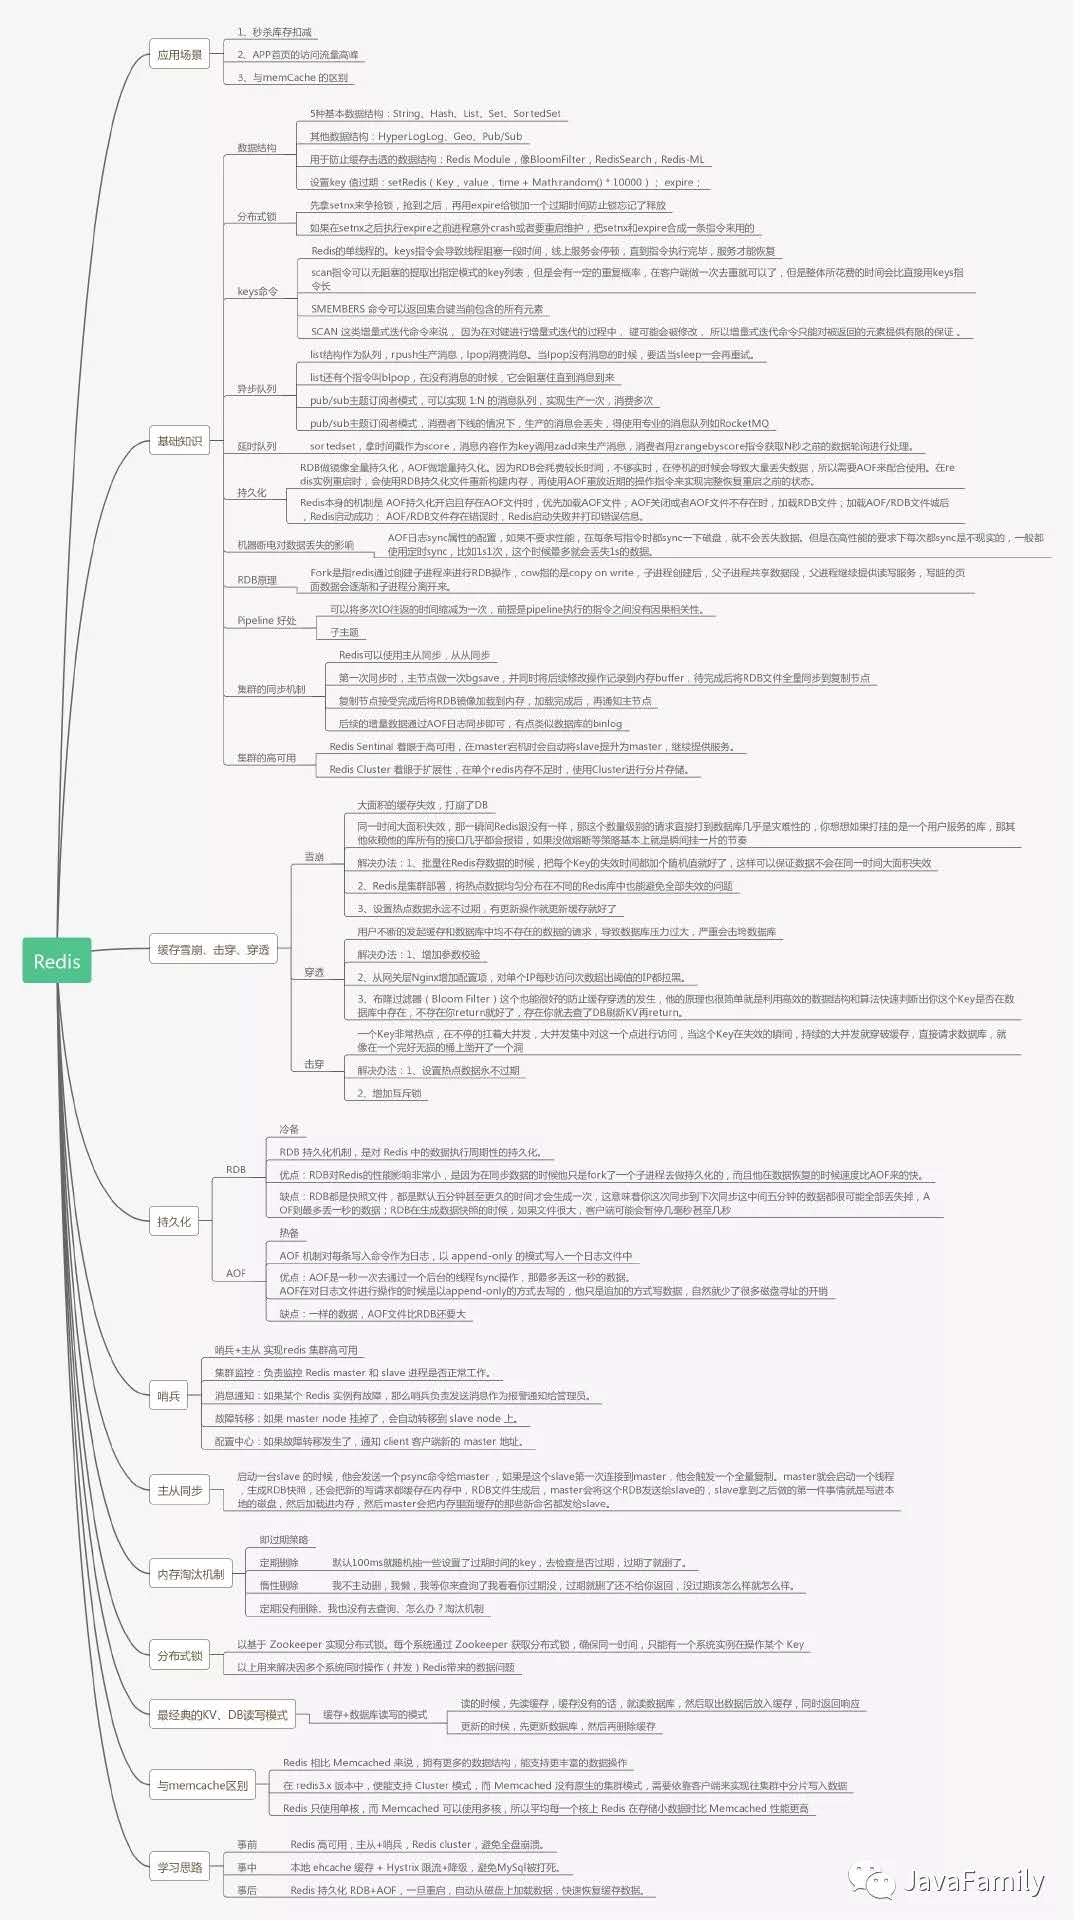 应用场景
1、秒杀库存扣减
2、APP首页的访问流量高峰
3、与memCache 的区别
基础知识
数据结构
5种基本数据结构：String、Hash、List、Set、SortedSet
其他数据结构：HyperLogLog、Geo、Pub/Sub
用于防止缓存击透的数据结构：Redis Module，像BloomFilter，RedisSearch，Redis-ML
设置key 值过期：setRedis（Key，value，time + Math.random() * 10000）； expire；
分布式锁
先拿setnx来争抢锁，抢到之后，再用expire给锁加一个过期时间防止锁忘记了释放
如果在setnx之后执行expire之前进程意外crash或者要重启维护，把setnx和expire合成一条指令来用的
keys命令
Redis的单线程的。keys指令会导致线程阻塞一段时间，线上服务会停顿，直到指令执行完毕，服务才能恢复
scan指令可以无阻塞的提取出指定模式的key列表，但是会有一定的重复概率，在客户端做一次去重就可以了，但是整体所花费的时间会比直接用keys指
令长
SMEMBERS 命令可以返回集合键当前包含的所有元素
SCAN 这类增量式迭代命令来说， 因为在对键进行增量式迭代的过程中， 键可能会被修改， 所以增量式迭代命令只能对被返回的元素提供有限的保证 。
异步队列
list结构作为队列，rpush生产消息，lpop消费消息。当lpop没有消息的时候，要适当sleep一会再重试。
list还有个指令叫blpop，在没有消息的时候，它会阻塞住直到消息到来
pub/sub主题订阅者模式，可以实现 1:N 的消息队列，实现生产一次，消费多次
pub/sub主题订阅者模式，消费者下线的情况下，生产的消息会丢失，得使用专业的消息队列如RocketMQ
延时队列
sortedset，拿时间戳作为score，消息内容作为key调用zadd来生产消息，消费者用zrangebyscore指令获取N秒之前的数据轮询进行处理。
持久化
RDB做镜像全量持久化，AOF做增量持久化。因为RDB会耗费较长时间，不够实时，在停机的时候会导致大量丢失数据，所以需要AOF来配合使用。在re
dis实例重启时，会使用RDB持久化文件重新构建内存，再使用AOF重放近期的操作指令来实现完整恢复重启之前的状态。
Redis本身的机制是 AOF持久化开启且存在AOF文件时，优先加载AOF文件；AOF关闭或者AOF文件不存在时，加载RDB文件；加载AOF/RDB文件城后
，Redis启动成功； AOF/RDB文件存在错误时，Redis启动失败并打印错误信息。
机器断电对数据丢失的影响
AOF日志sync属性的配置，如果不要求性能，在每条写指令时都sync一下磁盘，就不会丢失数据。但是在高性能的要求下每次都sync是不现实的，一般都
使用定时sync，比如1s1次，这个时候最多就会丢失1s的数据。
RDB原理
Fork是指redis通过创建子进程来进行RDB操作，cow指的是copy on write，子进程创建后，父子进程共享数据段，父进程继续提供读写服务，写脏的页
面数据会逐渐和子进程分离开来。
Pipeline 好处
可以将多次IO往返的时间缩减为一次，前提是pipeline执行的指令之间没有因果相关性。
子主题
集群的同步机制
Redis可以使用主从同步，从从同步
第一次同步时，主节点做一次bgsave，并同时将后续修改操作记录到内存buffer，待完成后将RDB文件全量同步到复制节点
复制节点接受完成后将RDB镜像加载到内存，加载完成后，再通知主节点
后续的增量数据通过AOF日志同步即可，有点类似数据库的binlog
集群的高可用
Redis Sentinal 着眼于高可用，在master宕机时会自动将slave提升为master，继续提供服务。
Redis Cluster 着眼于扩展性，在单个redis内存不足时，使用Cluster进行分片存储。
Redis
缓存雪崩、击穿、穿透
雪崩
大面积的缓存失效，打崩了DB
同一时间大面积失效，那一瞬间Redis跟没有一样，那这个数量级别的请求直接打到数据库几乎是灾难性的，你想想如果打挂的是一个用户服务的库，那其
他依赖他的库所有的接口几乎都会报错，如果没做熔断等策略基本上就是瞬间挂一片的节奏
解决办法：1、批量往Redis存数据的时候，把每个Key的失效时间都加个随机值就好了，这样可以保证数据不会在同一时间大面积失效
2、Redis是集群部署，将热点数据均匀分布在不同的Redis库中也能避免全部失效的问题
3、设置热点数据永远不过期，有更新操作就更新缓存就好了
穿透
用户不断的发起缓存和数据库中均不存在的数据的请求，导致数据库压力过大，严重会击垮数据库
解决办法：1、增加参数校验
2、从网关层Nginx增加配置项，对单个IP每秒访问次数超出阈值的IP都拉黑。
3、布隆过滤器（Bloom Filter）这个也能很好的防止缓存穿透的发生，他的原理也很简单就是利用高效的数据结构和算法快速判断出你这个Key是否在数
据库中存在，不存在你return就好了，存在你就去查了DB刷新KV再return。
击穿
一个Key非常热点，在不停的扛着大并发，大并发集中对这一个点进行访问，当这个Key在失效的瞬间，持续的大并发就穿破缓存，直接请求数据库，就
像在一个完好无损的桶上凿开了一个洞
解决办法：1、设置热点数据永不过期
2、增加互斥锁
持久化
RDB
冷备
RDB 持久化机制，是对 Redis 中的数据执行周期性的持久化。
优点：RDB对Redis的性能影响非常小，是因为在同步数据的时候他只是fork了一个子进程去做持久化的，而且他在数据恢复的时候速度比AOF来的快。
缺点：RDB都是快照文件，都是默认五分钟甚至更久的时间才会生成一次，这意味着你这次同步到下次同步这中间五分钟的数据都很可能全部丢失掉，A
OF则最多丢一秒的数据；RDB在生成数据快照的时候，如果文件很大，客户端可能会暂停几毫秒甚至几秒
AOF
热备
AOF 机制对每条写入命令作为日志，以 append-only 的模式写入一个日志文件中
优点：AOF是一秒一次去通过一个后台的线程fsync操作，那最多丢这一秒的数据。
AOF在对日志文件进行操作的时候是以append-only的方式去写的，他只是追加的方式写数据，自然就少了很多磁盘寻址的开销
缺点：一样的数据，AOF文件比RDB还要大
哨兵
哨兵+主从 实现redis 集群高可用
集群监控：负责监控 Redis master 和 slave 进程是否正常工作。
消息通知：如果某个 Redis 实例有故障，那么哨兵负责发送消息作为报警通知给管理员。
故障转移：如果 master node 挂掉了，会自动转移到 slave node 上。
配置中心：如果故障转移发生了，通知 client 客户端新的 master 地址。
主从同步
启动一台slave 的时候，他会发送一个psync命令给master ，如果是这个slave第一次连接到master，他会触发一个全量复制。master就会启动一个线程
，生成RDB快照，还会把新的写请求都缓存在内存中，RDB文件生成后，master会将这个RDB发送给slave的，slave拿到之后做的第一件事情就是写进本
地的磁盘，然后加载进内存，然后master会把内存里面缓存的那些新命名都发给slave。
内存淘汰机制
即过期策略
定期删除 默认100ms就随机抽一些设置了过期时间的key，去检查是否过期，过期了就删了。
惰性删除 我不主动删，我懒，我等你来查询了我看看你过期没，过期就删了还不给你返回，没过期该怎么样就怎么样。
定期没有删除、我也没有去查询、怎么办？淘汰机制
分布式锁
以基于 Zookeeper 实现分布式锁。每个系统通过 Zookeeper 获取分布式锁，确保同一时间，只能有一个系统实例在操作某个 Key
以上用来解决因多个系统同时操作（并发）Redis带来的数据问题
最经典的KV、DB读写模式
缓存+数据库读写的模式
读的时候，先读缓存，缓存没有的话，就读数据库，然后取出数据后放入缓存，同时返回响应
更新的时候，先更新数据库，然后再删除缓存
与memcache区别
Redis 相比 Memcached 来说，拥有更多的数据结构，能支持更丰富的数据操作
在 redis3.x 版本中，便能支持 Cluster 模式，而 Memcached 没有原生的集群模式，需要依靠客户端来实现往集群中分片写入数据
Redis 只使用单核，而 Memcached 可以使用多核，所以平均每一个核上 Redis 在存储小数据时比 Memcached 性能更高
学习思路
事前 Redis 高可用，主从+哨兵，Redis cluster，避免全盘崩溃。
事中 本地 ehcache 缓存 + Hystrix 限流+降级，避免MySql被打死。
事后 Redis 持久化 RDB+AOF，一旦重启，自动从磁盘上加载数据，快速恢复缓存数据。
JavaFamily